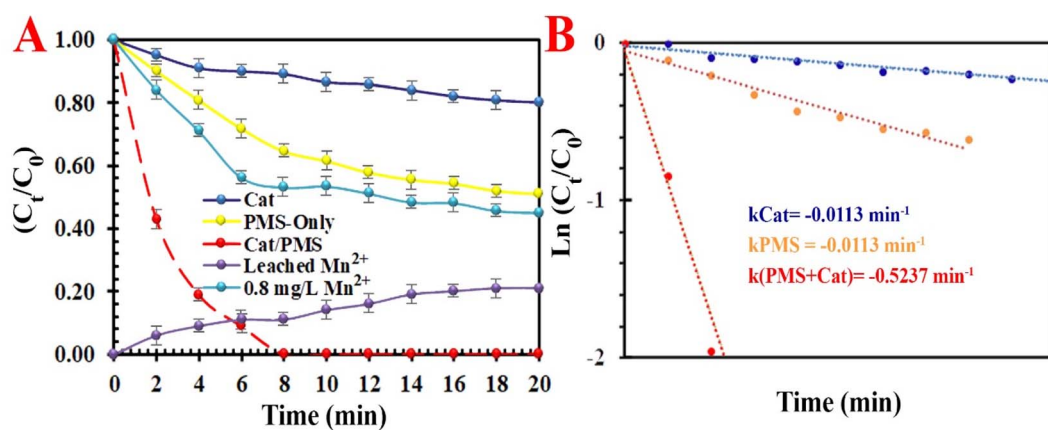 A
(Ct/C0)
1.00
0.80
0.60
0.40
0.20
0.00
Cat
PMS-Only
Cat/PMS
Leached Mn2+
0.8 mg/L Mn2+
0 2 4 6 8 10 12 14 16 18 20
Time (min)
B
Ln (Ct/C0)
0
-1
-2
kCat= -0.0113 min-1
kPMS = -0.0113 min-1
k(PMS+Cat)= -0.5237 min-1
Time (min)